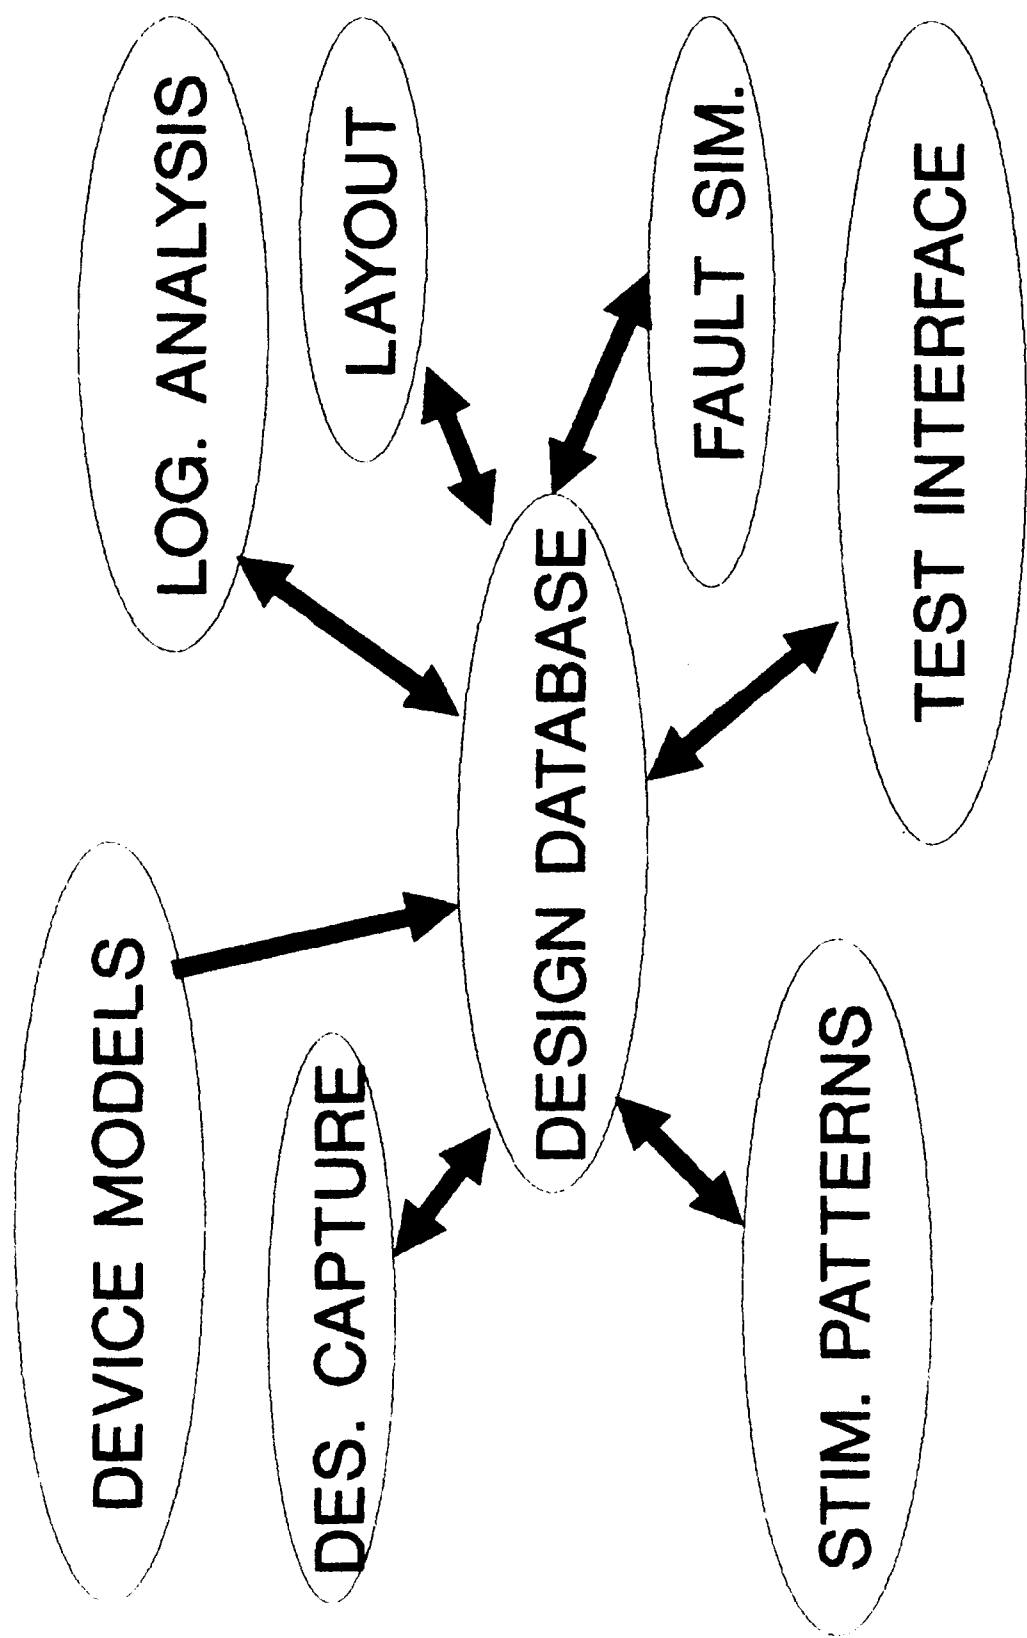 DEVICE MODELS
LOG. ANALYSIS
DES. CAPTURE
LAYOUT
DESIGN DATABASE
FAULT SIM.
STIM. PATTERNS
TEST INTERFACE